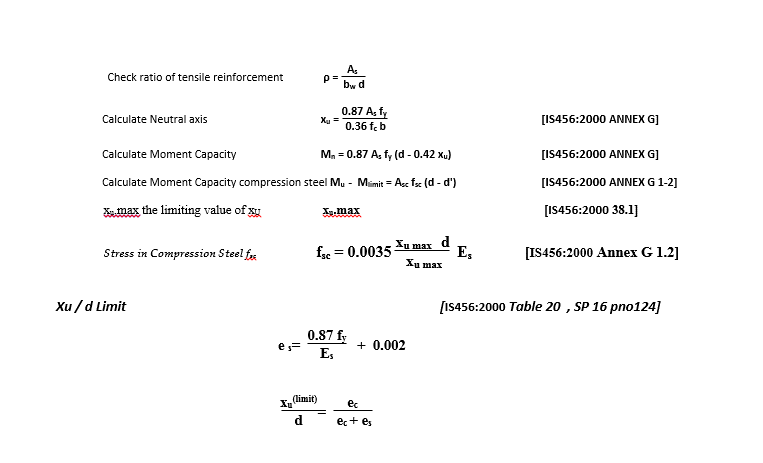 Check ratio of tensile reinforcement ρ = As / bw d
Calculate Neutral axis xu = 0.87 As fy / 0.36 fc b [IS456:2000 ANNEX G]
Calculate Moment Capacity Mn = 0.87 As fy (d - 0.42 xu) [IS456:2000 ANNEX G]
Calculate Moment Capacity compression steel Mu - Mlimit = Asc fsc (d - d') [IS456:2000 ANNEX G 1-2]
xu,max the limiting value of xu xu,max [IS456:2000 38.1]
Stress in Compression Steel fsc fsc = 0.0035 xu max d / xu max Es [IS456:2000 Annex G 1.2]
Xu / d Limit [IS456:2000 Table 20 , SP 16 pno124]
e s= 0.87 fy / Es + 0.002
xu(limit) / d = ec / ec + es